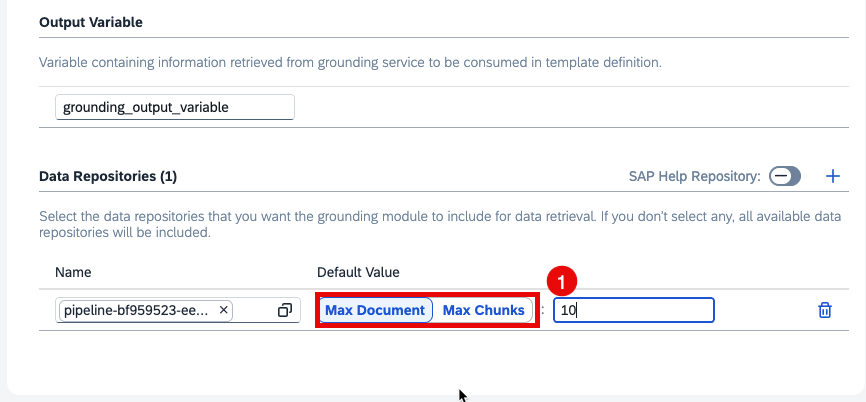 Output Variable
Variable containing information retrieved from grounding service to be consumed in template definition.
grounding_output_variable
Data Repositories (1)
SAP Help Repository:
Select the data repositories that you want the grounding module to include for data retrieval. If you don't select any, all available data
repositories will be included.
Name
Default Value
1
pipeline-bf959523-ee...
Max Document
Max Chunks
:
10